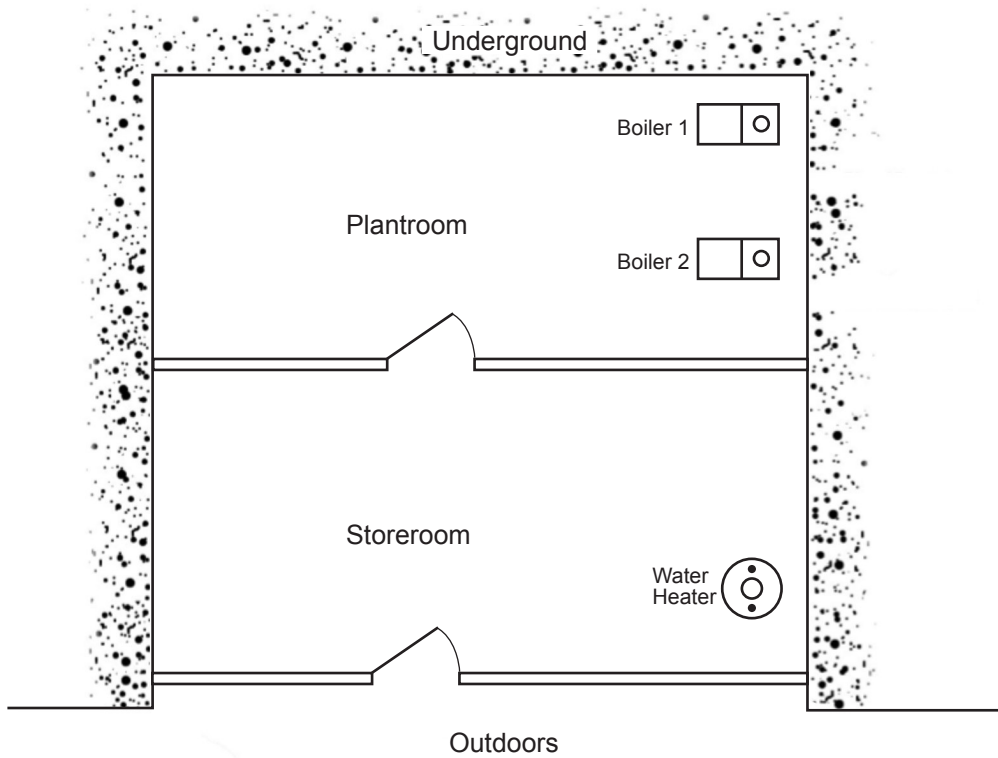 Underground
Boiler 1
Plantroom
Boiler 2
Storeroom
Water
Heater
Outdoors